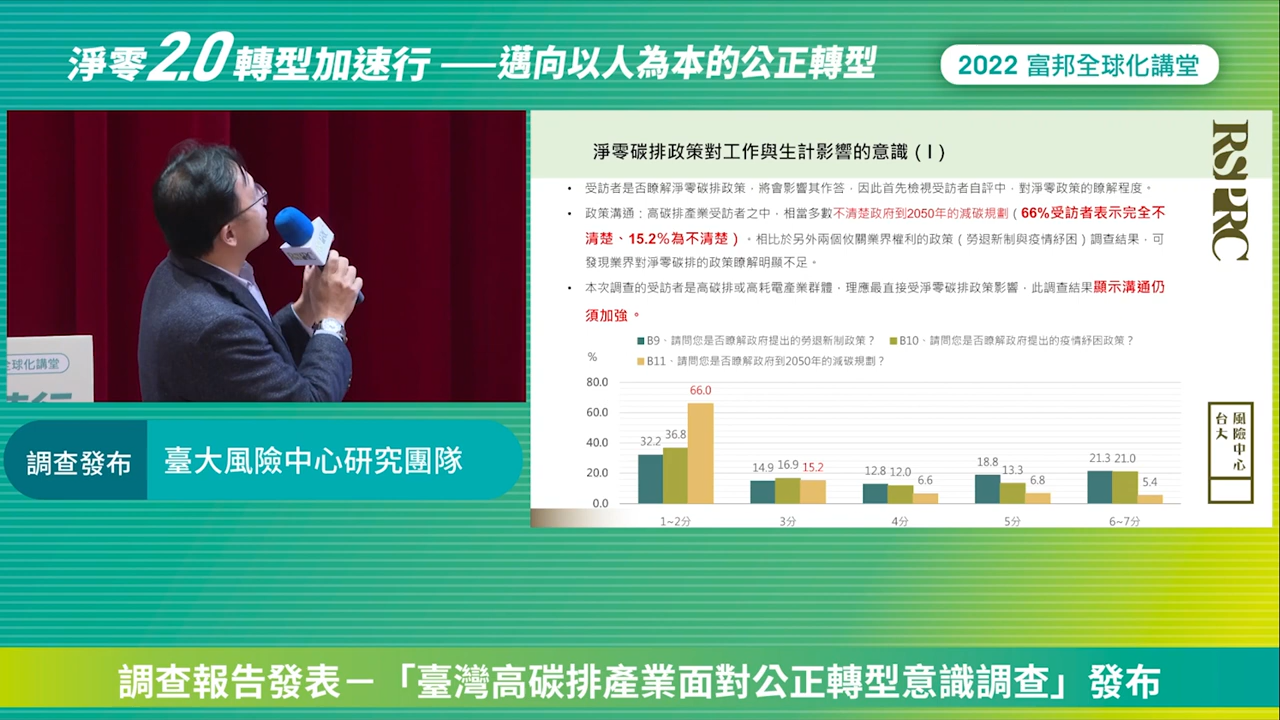 淨零2.0轉型加速行——邁向以人為本的公正轉型
2022 富邦全球化講堂
淨零碳排政策對工作與生計影響的意識 ( I )
• 受訪者是否瞭解淨零碳排政策，將會影響其作答，因此首先檢視受訪者自評中，對淨零政策的瞭解程度。
• 政策溝通：高碳排產業受訪者之中，相當多數不清楚政府到2050年的減碳規劃（66%受訪者表示完全不
清楚、15.2%為不清楚）。相比於另外兩個攸關業界權利的政策（勞退新制與疫情紓困）調查結果，可
發現業界對淨零碳排的政策瞭解明顯不足。
• 本次調查的受訪者是高碳排或高耗電產業群體，理應最直接受淨零碳排政策影響，此調查結果顯示溝通仍
須加強。
B9、請問您是否瞭解政府提出的勞退新制政策？ B10、請問您是否瞭解政府提出的疫情紓困政策？
B11、請問您是否瞭解政府到2050年的減碳規劃？
%
80.0
60.0
40.0
20.0
0.0
32.2 36.8 66.0
14.9 16.9 15.2
12.8 12.0 6.6
18.8 13.3 6.8
21.3 21.0 5.4
1~2分 3分 4分 5分 6~7分
RSPRC
台大
風險中心
全球化講堂
調查發布
臺大風險中心研究團隊
調查報告發表－「臺灣高碳排產業面對公正轉型意識調查」發布